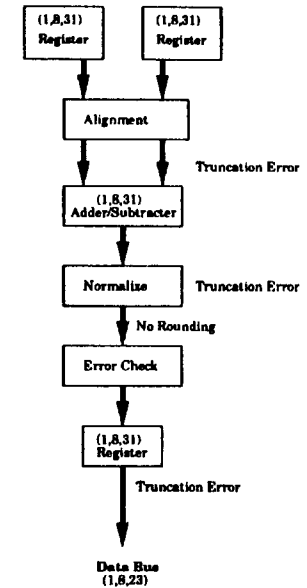 (1,8,31) (1,8,31)
Register Register
Alignment
Truncation Error
(1,8,31)
Adder/Subtracter
Normalize Truncation Error
No Rounding
Error Check
(1,8,31)
Register
Truncation Error
Data Bus
(1,8,23)